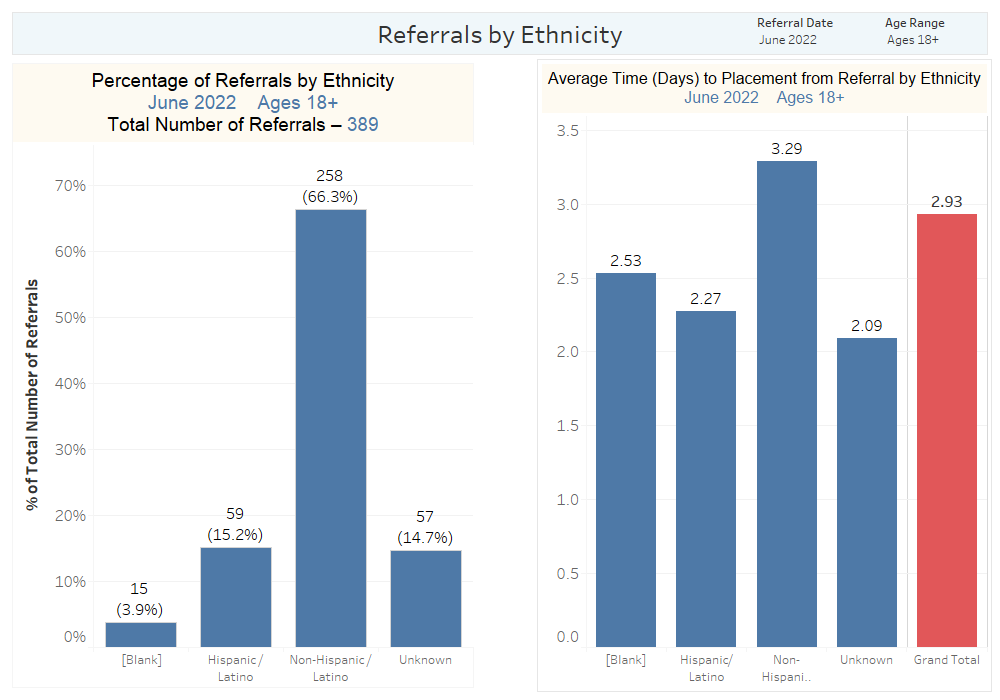 Referrals by Ethnicity
Referral Date
June 2022
Age Range
Ages 18+
Percentage of Referrals by Ethnicity
June 2022 Ages 18+
Total Number of Referrals – 389
% of Total Number of Referrals
70%
60%
50%
40%
30%
20%
10%
0%
15
(3.9%)
59
(15.2%)
258
(66.3%)
57
(14.7%)
[Blank]
Hispanic/
Latino
Non-Hispanic/
Latino
Unknown
Average Time (Days) to Placement from Referral by Ethnicity
June 2022 Ages 18+
3.5
3.0
2.5
2.0
1.5
1.0
0.5
0.0
2.53
2.27
3.29
2.09
2.93
[Blank]
Hispanic/
Latino
Non-
Hispani..
Unknown
Grand Total